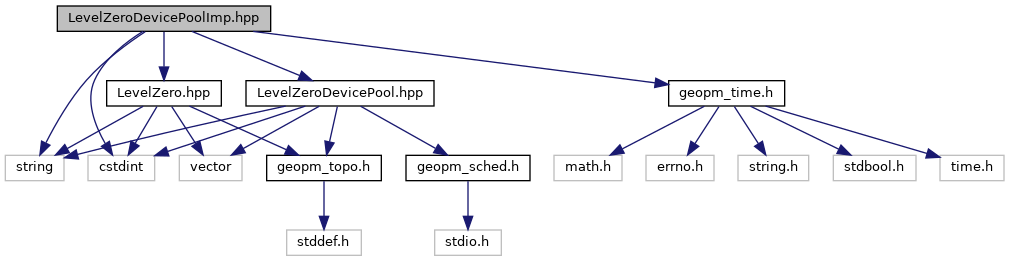 LevelZeroDevicePoolImp.hpp
LevelZero.hpp
LevelZeroDevicePool.hpp
geopm_time.h
string
cstdint
vector
geopm_topo.h
geopm_sched.h
math.h
errno.h
string.h
stdbool.h
time.h
stddef.h
stdio.h